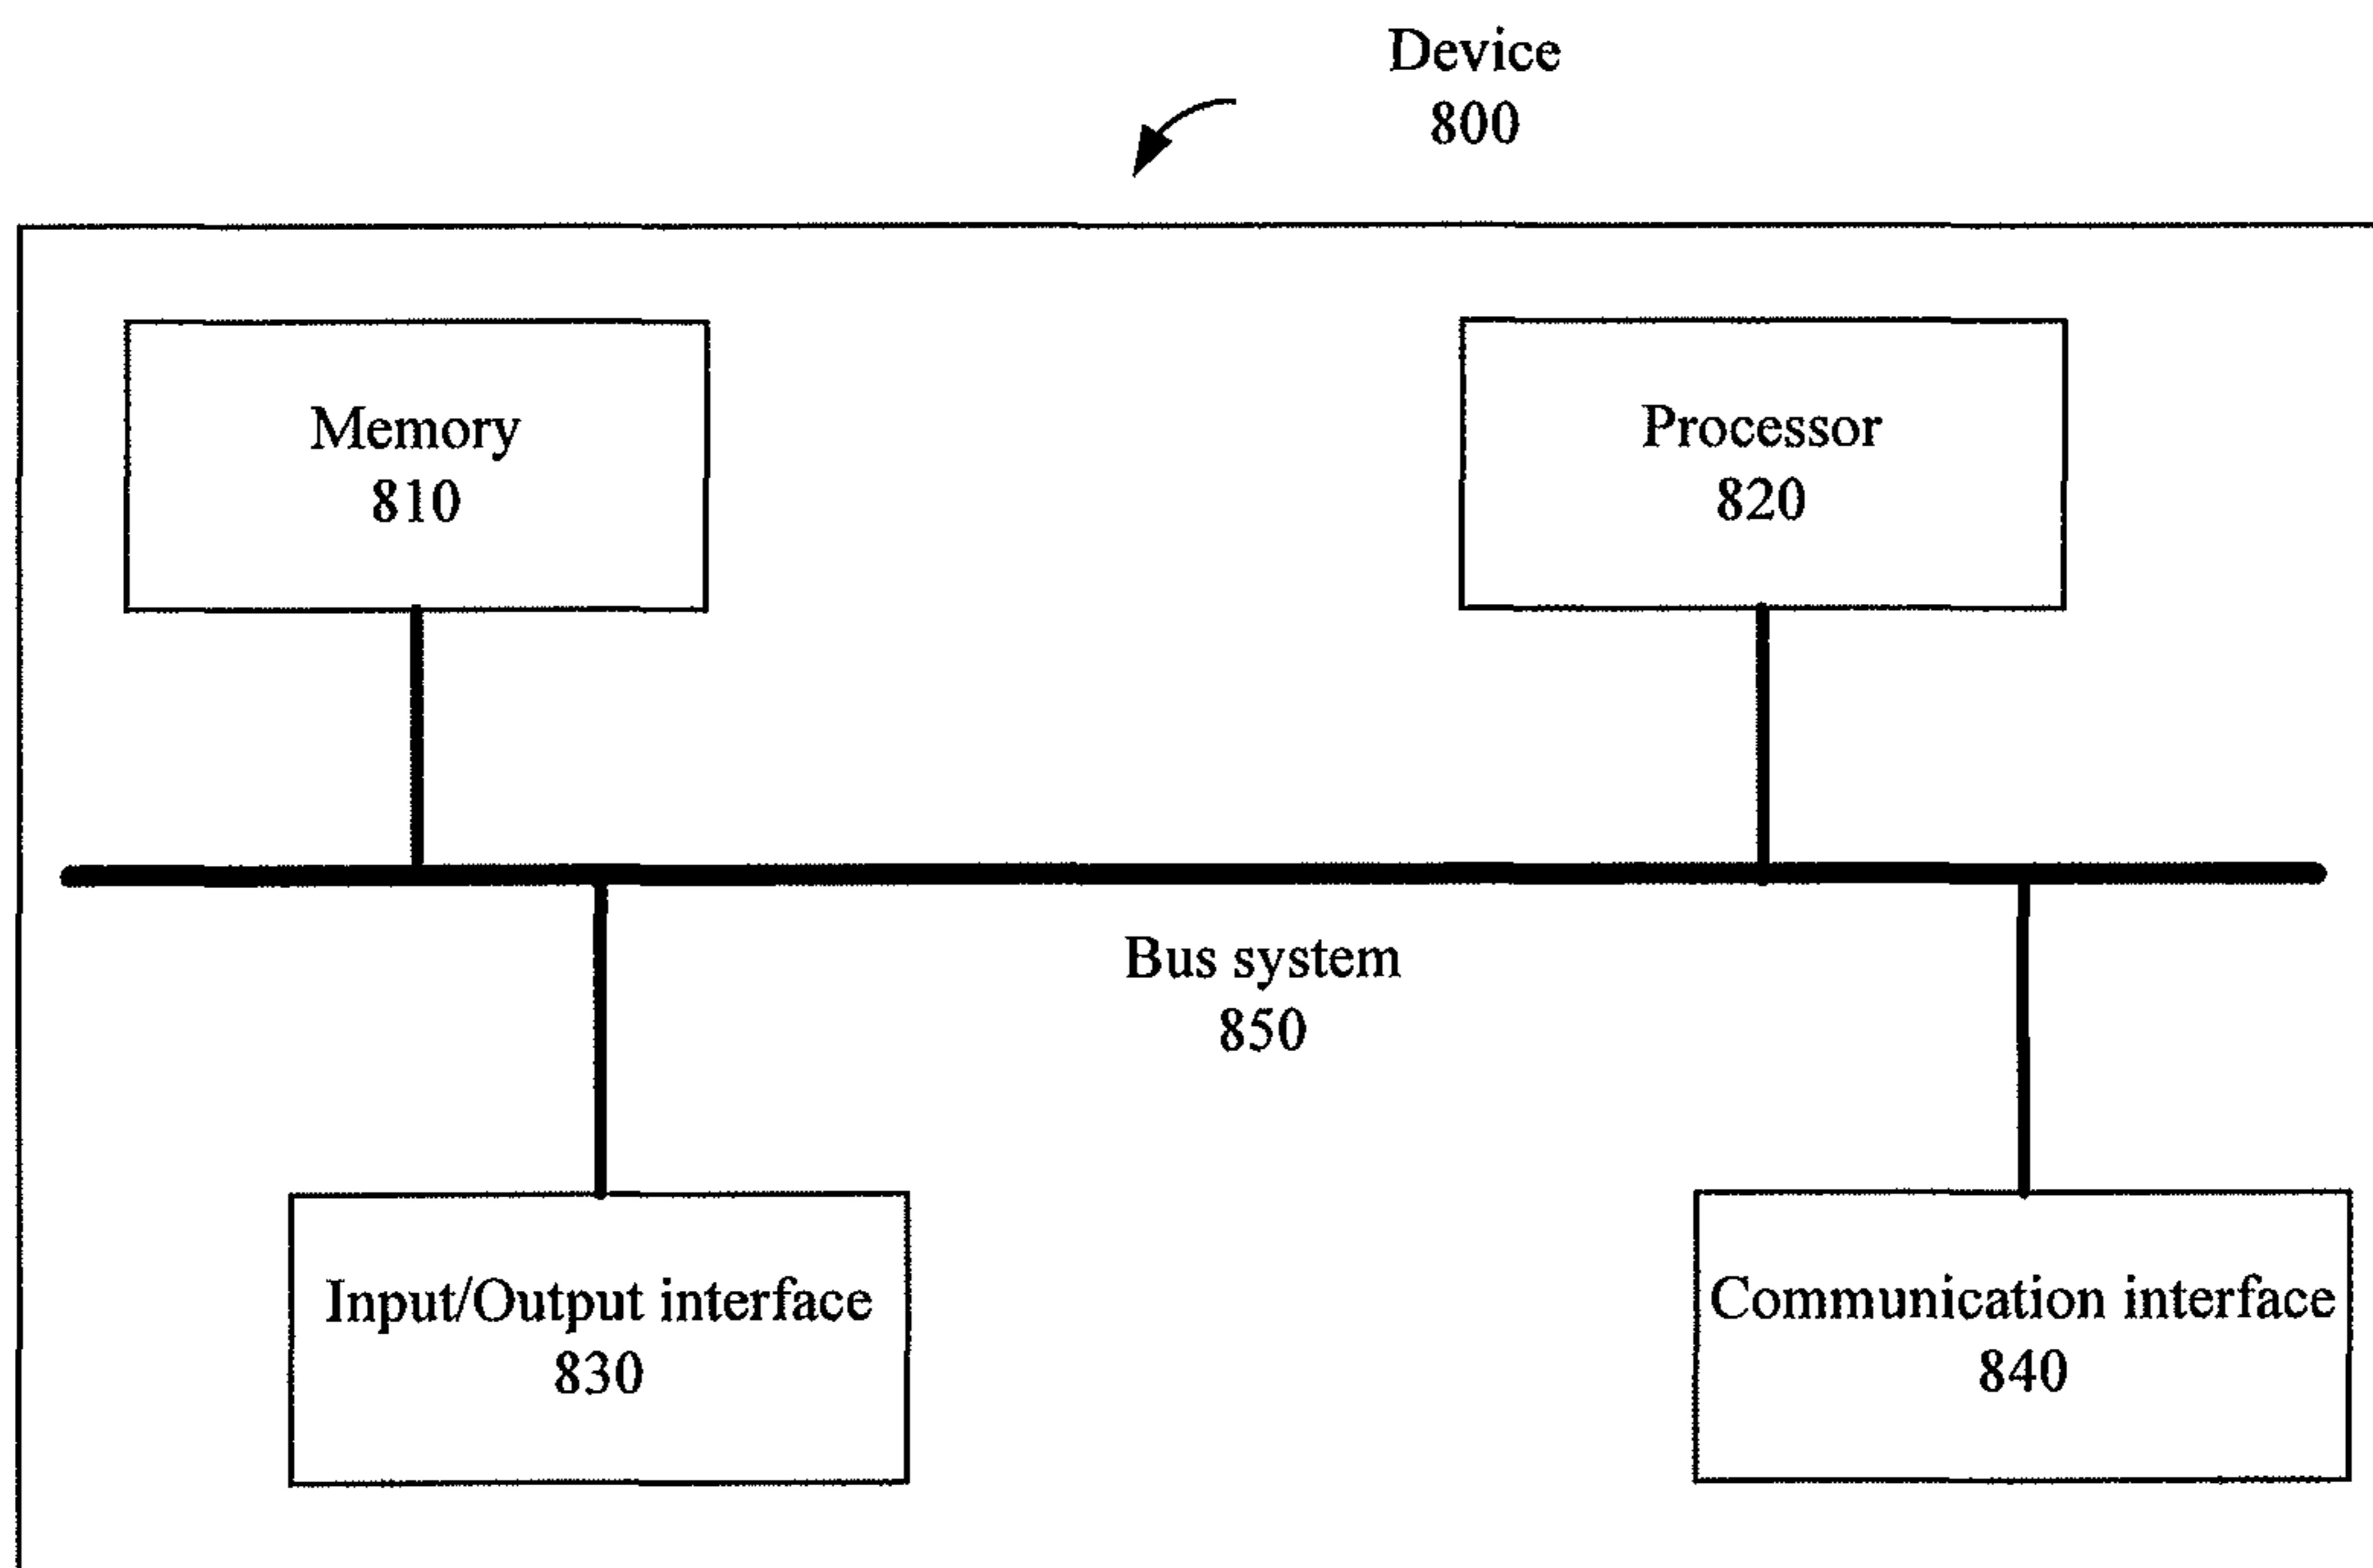 Device
800
Memory
810
Processor
820
Bus system
850
Input/Output interface
830
Communication interface
840